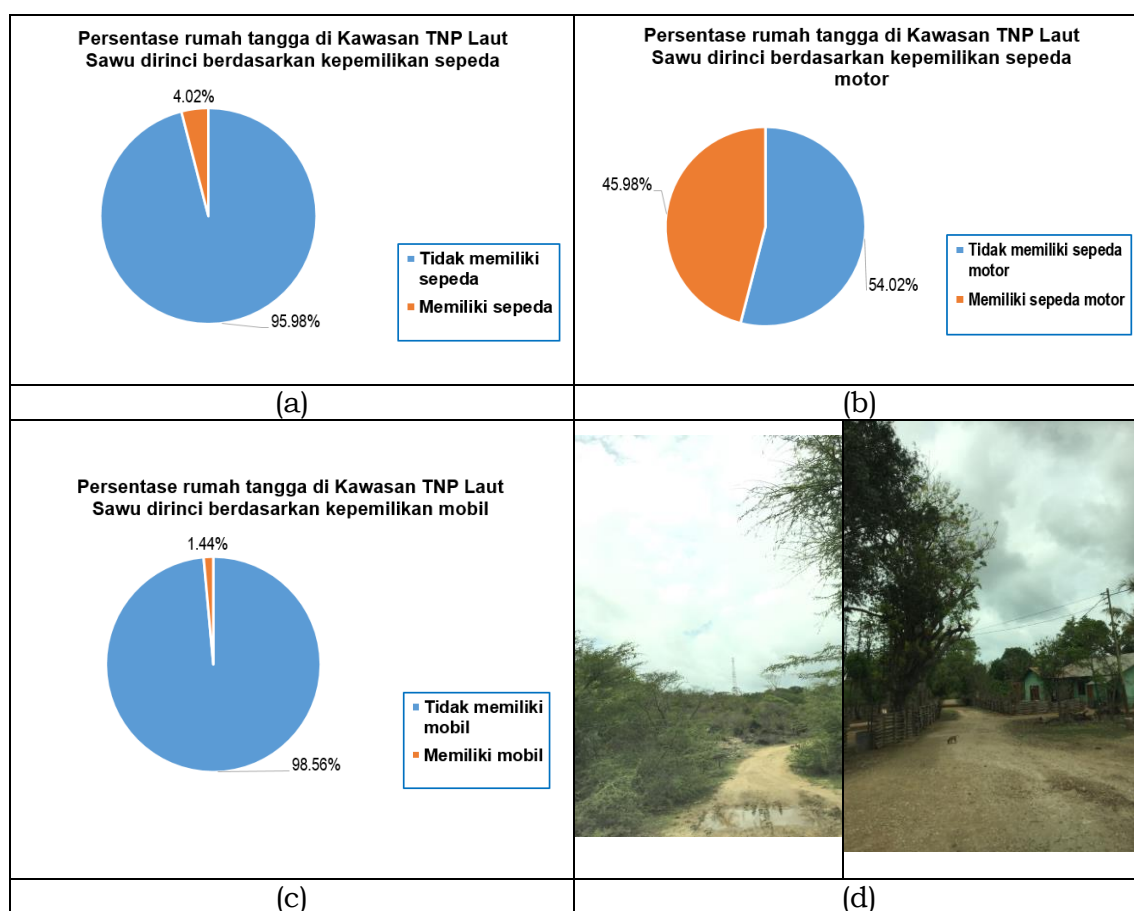 Persentase rumah tangga di Kawasan TNP Laut
Sawu dirinci berdasarkan kepemilikan sepeda
4.02%
95.98%
Tidak memiliki
sepeda
Memiliki sepeda
(a)
Persentase rumah tangga di Kawasan TNP Laut
Sawu dirinci berdasarkan kepemilikan sepeda
motor
45.98%
54.02%
Tidak memiliki sepeda
motor
Memiliki sepeda motor
(b)
Persentase rumah tangga di Kawasan TNP Laut
Sawu dirinci berdasarkan kepemilikan mobil
1.44%
98.56%
Tidak memiliki
mobil
Memiliki mobil
(c)
(d)